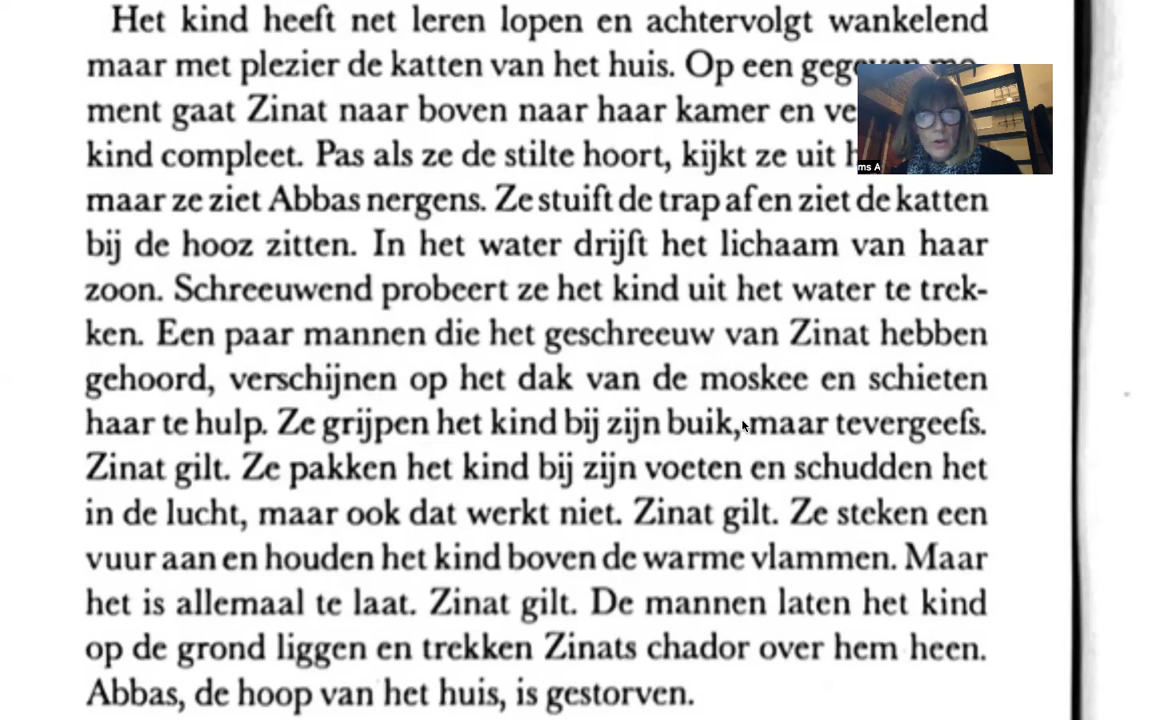 Het kind heeft net leren lopen en achtervolgt wankelend
maar met plezier de katten van het huis. Op een
ment gaat Zinat naar boven naar haar kamer en
kind compleet. Pas als ze de stilte hoort, kijkt ze uit
maar ze ziet Abbas nergens. Ze stuift de trap af en ziet de katten
bij de hooz zitten. In het water drijft het lichaam van haar
zoon. Schreeuwend probeert ze het kind uit het water te trek-
ken. Een paar mannen die het geschreeuw van Zinat hebben
gehoord, verschijnen op het dak van de moskee en schieten
haar te hulp. Ze grijpen het kind bij zijn buik, maar tevergeefs.
Zinat gilt. Ze pakken het kind bij zijn voeten en schudden het
in de lucht, maar ook dat werkt niet. Zinat gilt. Ze steken een
vuur aan en houden het kind boven de warme vlammen. Maar
het is allemaal te laat. Zinat gilt. De mannen laten het kind
op de grond liggen en trekken Zinats chador over hem heen.
Abbas, de hoop van het huis, is gestorven.
ms A